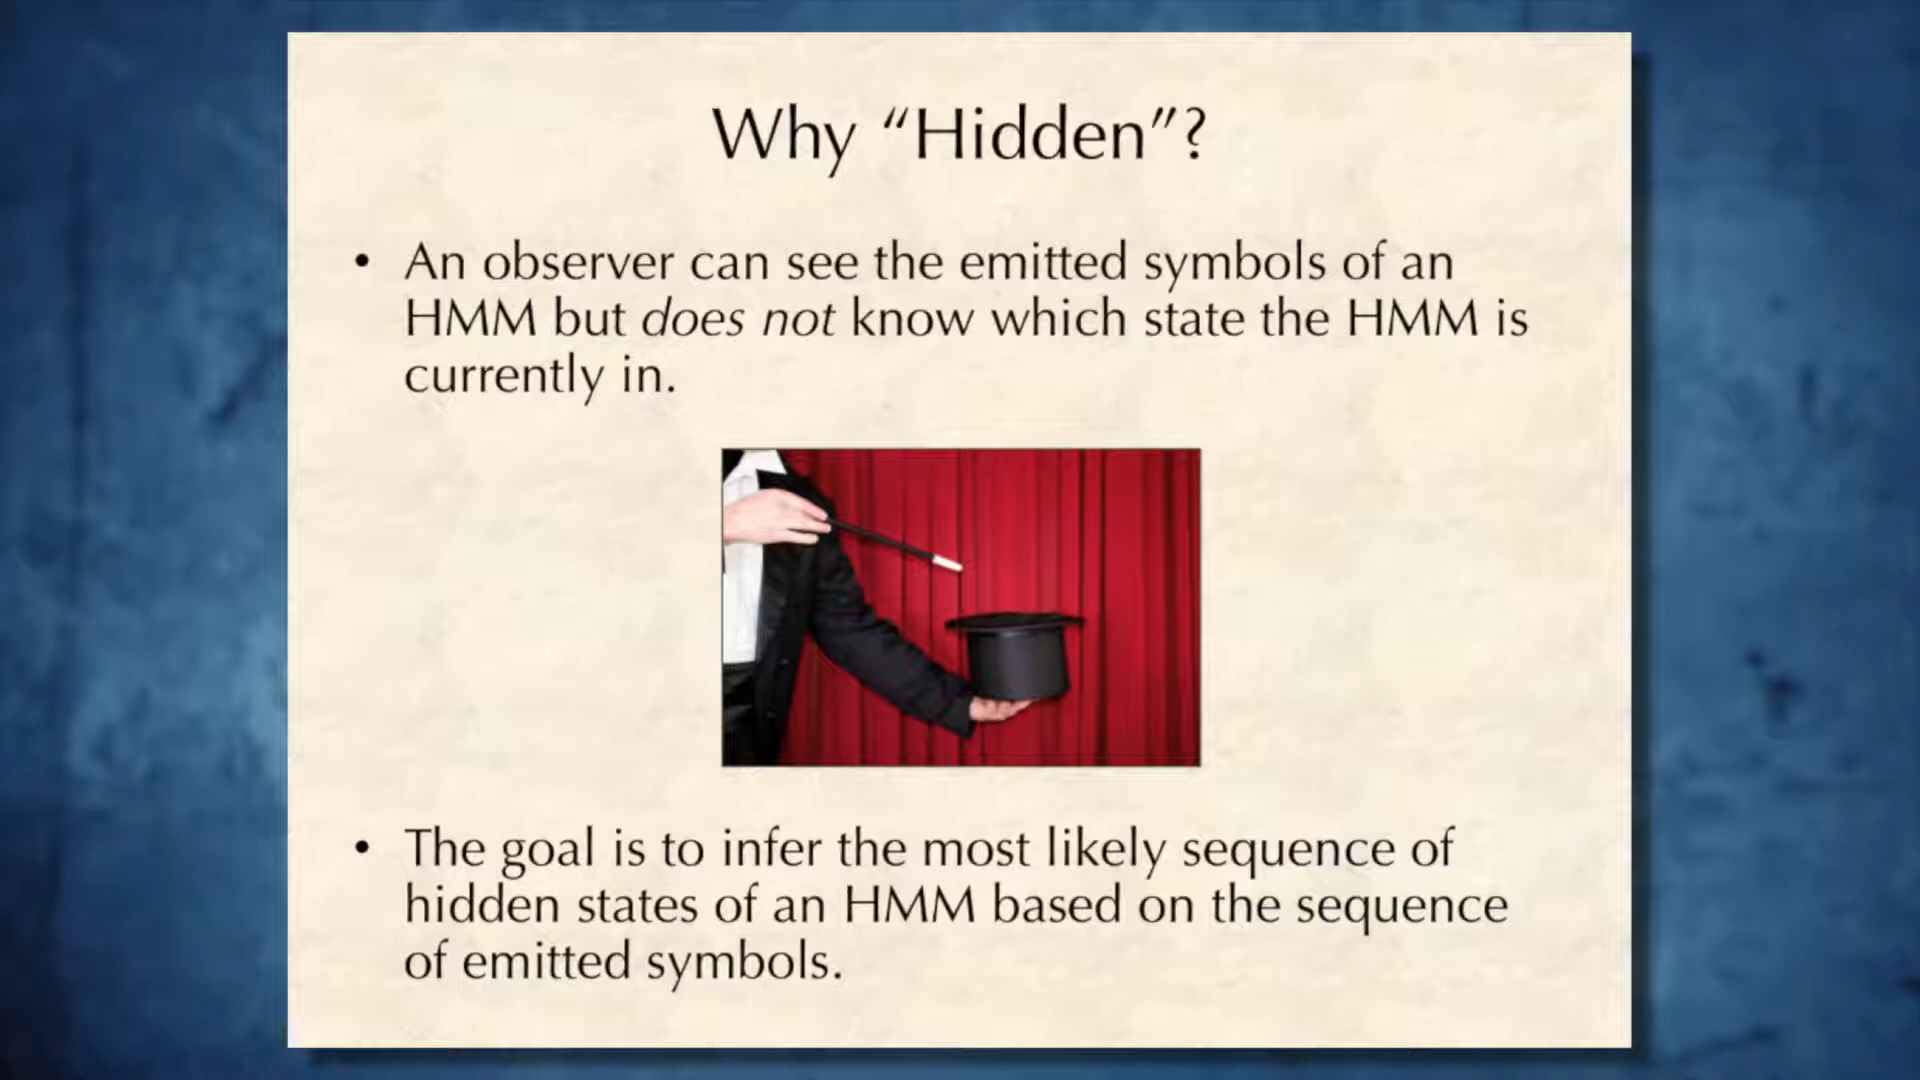 Why “Hidden”?
• An observer can see the emitted symbols of an
HMM but does not know which state the HMM is
currently in.
• The goal is to infer the most likely sequence of
hidden states of an HMM based on the sequence
of emitted symbols.